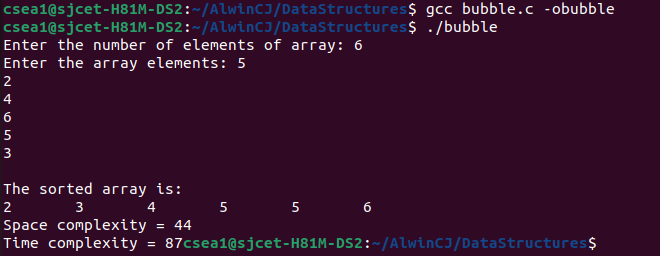 csea1@sjcet-H81M-DS2:~/AlwinCJ/DataStructures$ gcc bubble.c -obubble
csea1@sjcet-H81M-DS2:~/AlwinCJ/DataStructures$ ./bubble
Enter the number of elements of array: 6
Enter the array elements: 5
2
4
6
5
3
The sorted array is:
2 3 4 5 5 6
Space complexity = 44
Time complexity = 87csea1@sjcet-H81M-DS2:~/AlwinCJ/DataStructures$